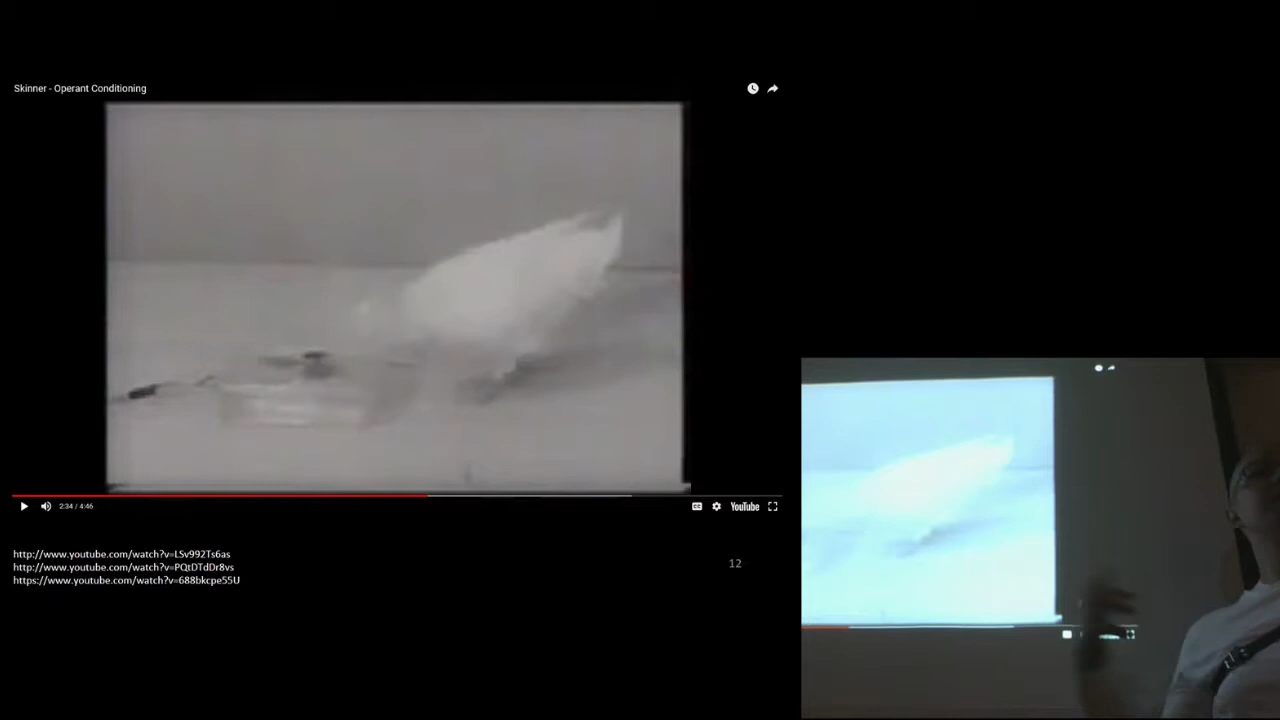 Skinner - Operant Conditioning
2:34 / 4:46
YouTube
http://www.youtube.com/watch?v=LSv992Ts6as
http://www.youtube.com/watch?v=PQtDTdDr8vs
https://www.youtube.com/watch?v=688bkcpe55U
12